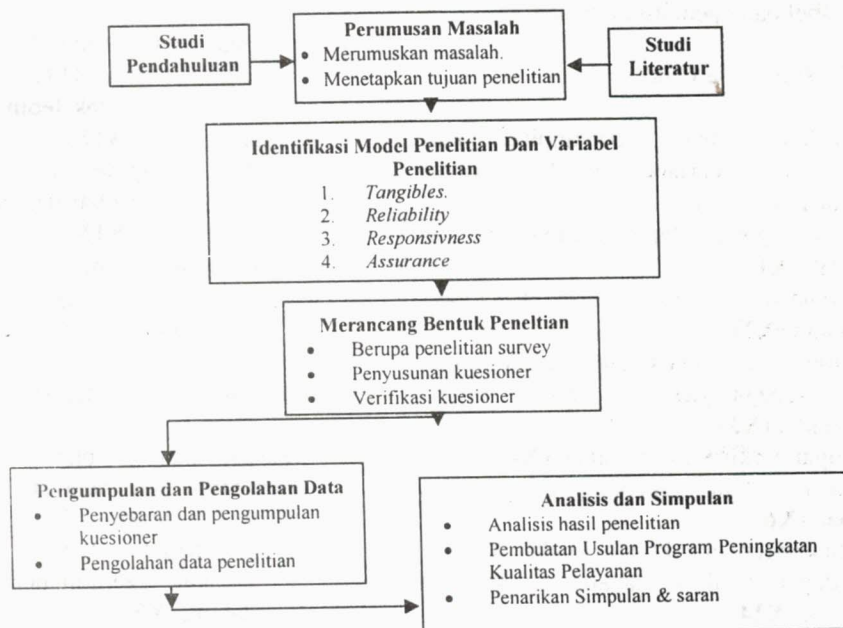 Studi
Pendahuluan
Perumusan Masalah
• Merumuskan masalah.
• Menetapkan tujuan penelitian
Studi
Literatur
Identifikasi Model Penelitian Dan Variabel
Penelitian
1. Tangibles.
2. Reliability
3. Responsivness
4. Assurance
Merancang Bentuk Peneltian
• Berupa penelitian survey
• Penyusunan kuesioner
• Verifikasi kuesioner
Pengumpulan dan Pengolahan Data
• Penyebaran dan pengumpulan
kuesioner
• Pengolahan data penelitian
Analisis dan Simpulan
• Analisis hasil penelitian
• Pembuatan Usulan Program Peningkatan
Kualitas Pelayanan
• Penarikan Simpulan & saran